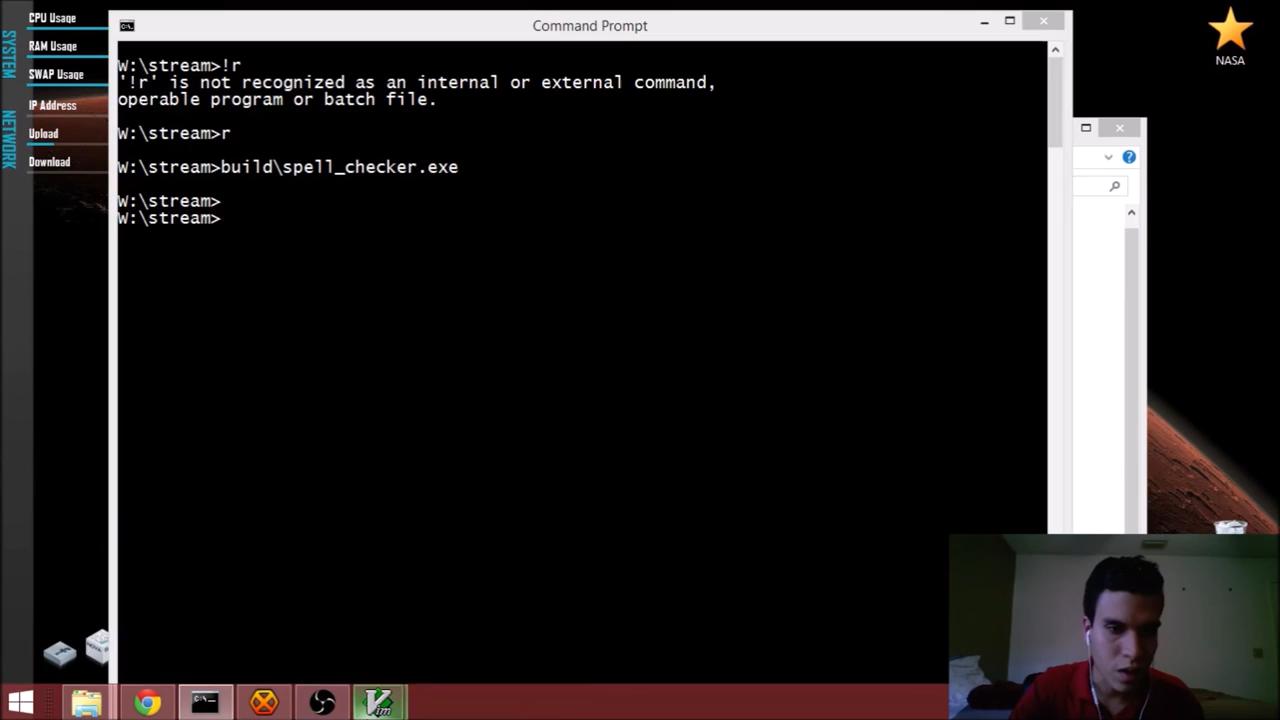 CPU Usage
RAM Usage
SWAP Usage
IP Address
Upload
Download
SYSTEM
NETWORK
Command Prompt
W:\stream>!r
'!r' is not recognized as an internal or external command,
operable program or batch file.
W:\stream>r
W:\stream>build\spell_checker.exe
W:\stream>
W:\stream>
NASA
C:\.
C:\.
Vim
?